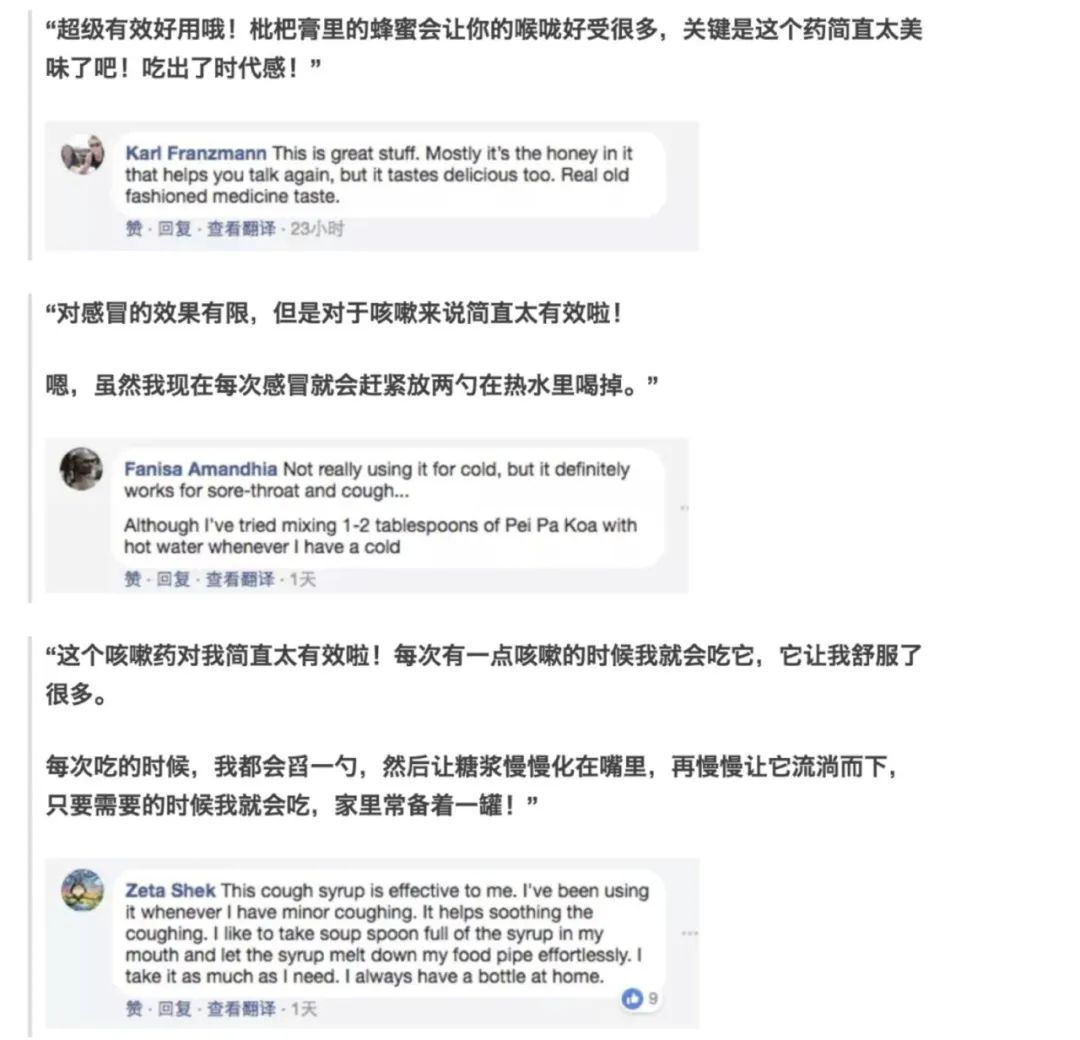 “超级有效好用哦！枇杷膏里的蜂蜜会让你的喉咙好受很多，关键是这个药简直太美
味了吧！吃出了时代感！”
Karl Franzmann This is great stuff. Mostly it's the honey in it
that helps you talk again, but it tastes delicious too. Real old
fashioned medicine taste.
赞 · 回复 · 查看翻译 · 23小时
“对感冒的效果有限，但是对于咳嗽来说简直太有效啦！
嗯，虽然我现在每次感冒就会赶紧放两勺在热水里喝掉。”
Fanisa Amandhia Not really using it for cold, but it definitely
works for sore-throat and cough...
Although I've tried mixing 1-2 tablespoons of Pei Pa Koa with
hot water whenever I have a cold
赞 · 回复 · 查看翻译 · 1天
“这个咳嗽药对我简直太有效啦！每次有一点咳嗽的时候我就会吃它，它让我舒服了
很多。
每次吃的时候，我都会舀一勺，然后让糖浆慢慢化在嘴里，再慢慢让它流淌而下，
只要需要的时候我就会吃，家里常备着一罐！”
Zeta Shek This cough syrup is effective to me. I've been using
it whenever I have minor coughing. It helps soothing the
coughing. I like to take soup spoon full of the syrup in my
mouth and let the syrup melt down my food pipe effortlessly. I
take it as much as I need. I always have a bottle at home.
9
赞 · 回复 · 查看翻译 · 1天